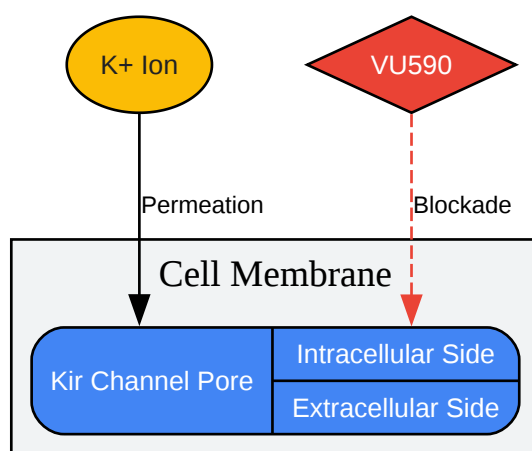 K+ Ion
VU590
Permeation
Blockade
Cell Membrane
Kir Channel Pore
Intracellular Side
Extracellular Side